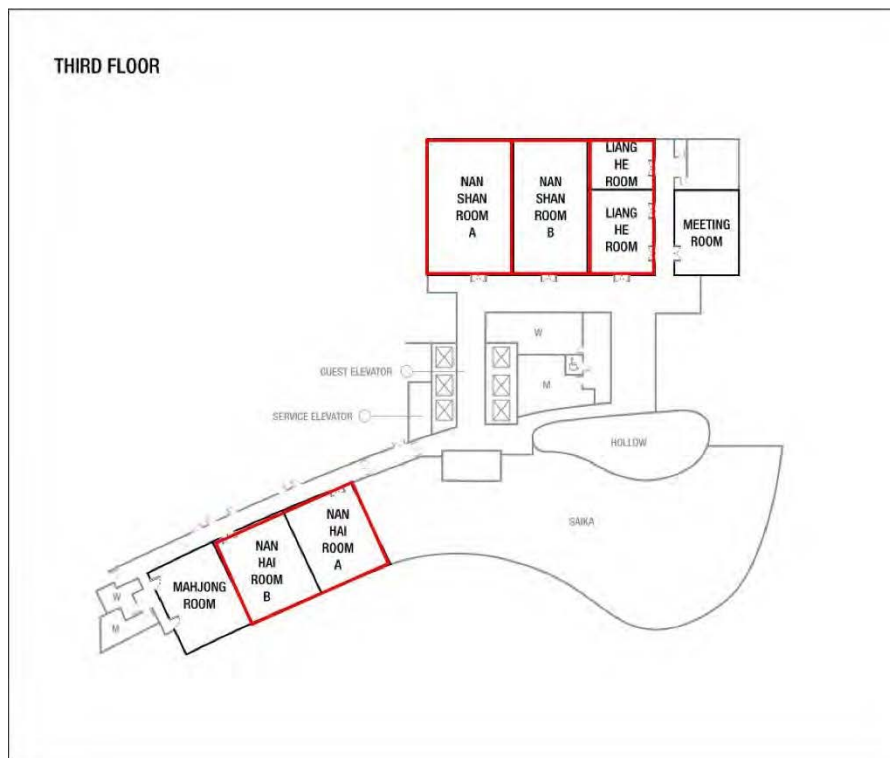 THIRD FLOOR
NAN
SHAN
ROOM
A
NAN
SHAN
ROOM
B
LIANG
HE
ROOM
LIANG
HE
ROOM
MEETING
ROOM
W
M
GUEST ELEVATOR
SERVICE ELEVATOR
HOLLOW
SAIKA
NAN
HAI
ROOM
A
NAN
HAI
ROOM
B
MAHJONG
ROOM
W
M